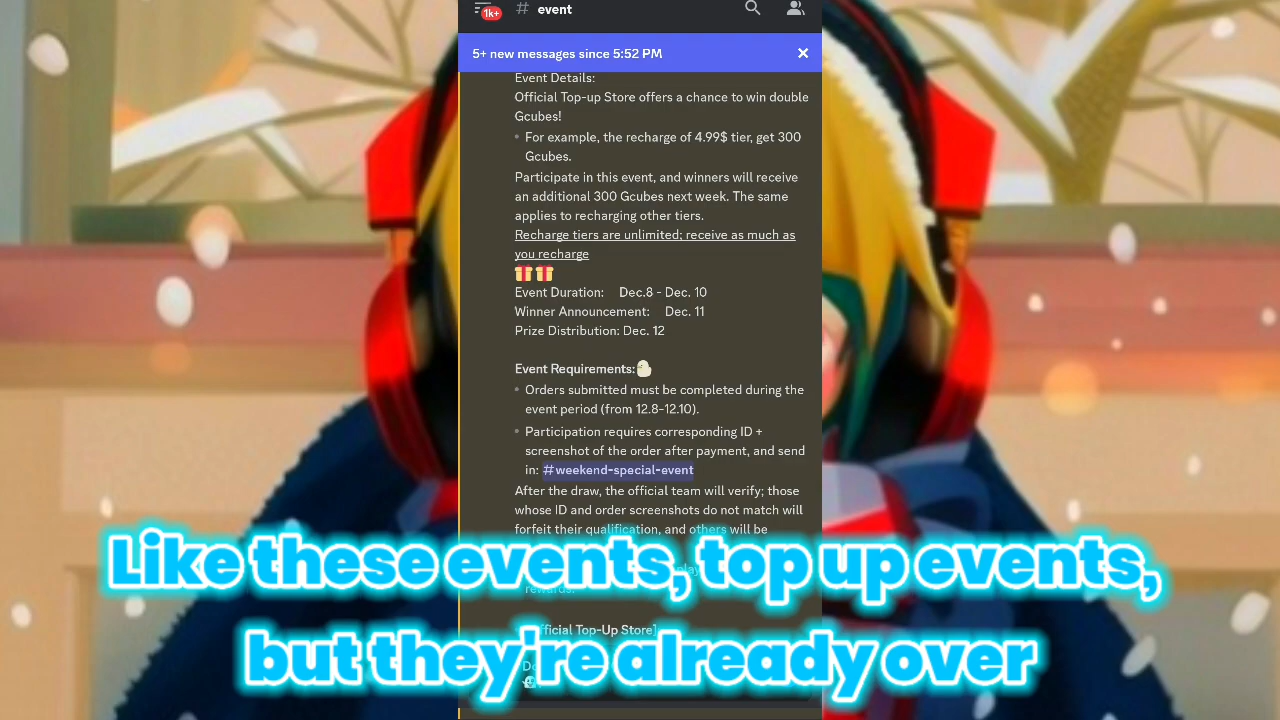 1k+
# event
5+ new messages since 5:52 PM ×
Event Details:
Official Top-up Store offers a chance to win double
Gcubes!
• For example, the recharge of 4.99$ tier, get 300
Gcubes.
Participate in this event, and winners will receive
an additional 300 Gcubes next week. The same
applies to recharging other tiers.
Recharge tiers are unlimited; receive as much as
you recharge
Event Duration: Dec.8 - Dec. 10
Winner Announcement: Dec. 11
Prize Distribution: Dec. 12
Event Requirements:
• Orders submitted must be completed during the
event period (from 12.8-12.10).
• Participation requires corresponding ID +
screenshot of the order after payment, and send
in: #weekend-special-event
After the draw, the official team will verify; those
whose ID and order screenshots do not match will
forfeit their qualification, and others will be
rewards.
Like these events, top up events,
Official Top-Up Store]
but they're already over